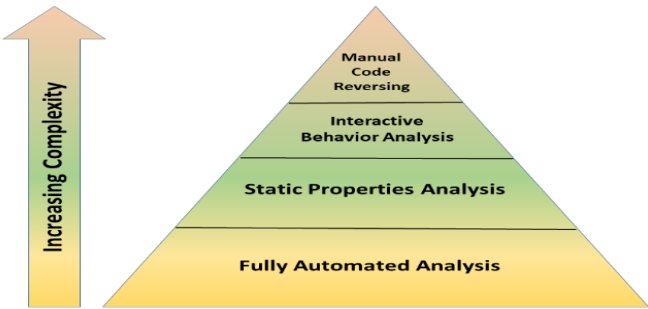 Increasing Complexity
Manual
Code
Reversing
Interactive
Behavior Analysis
Static Properties Analysis
Fully Automated Analysis